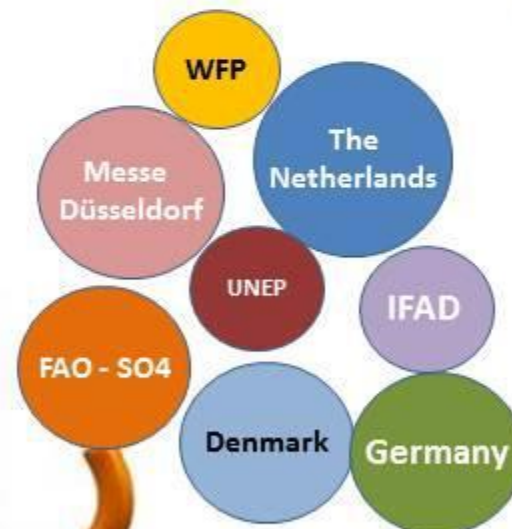 WFP
The
Netherlands
Messe
Düsseldorf
UNEP
IFAD
FAO - SO4
Denmark
Germany